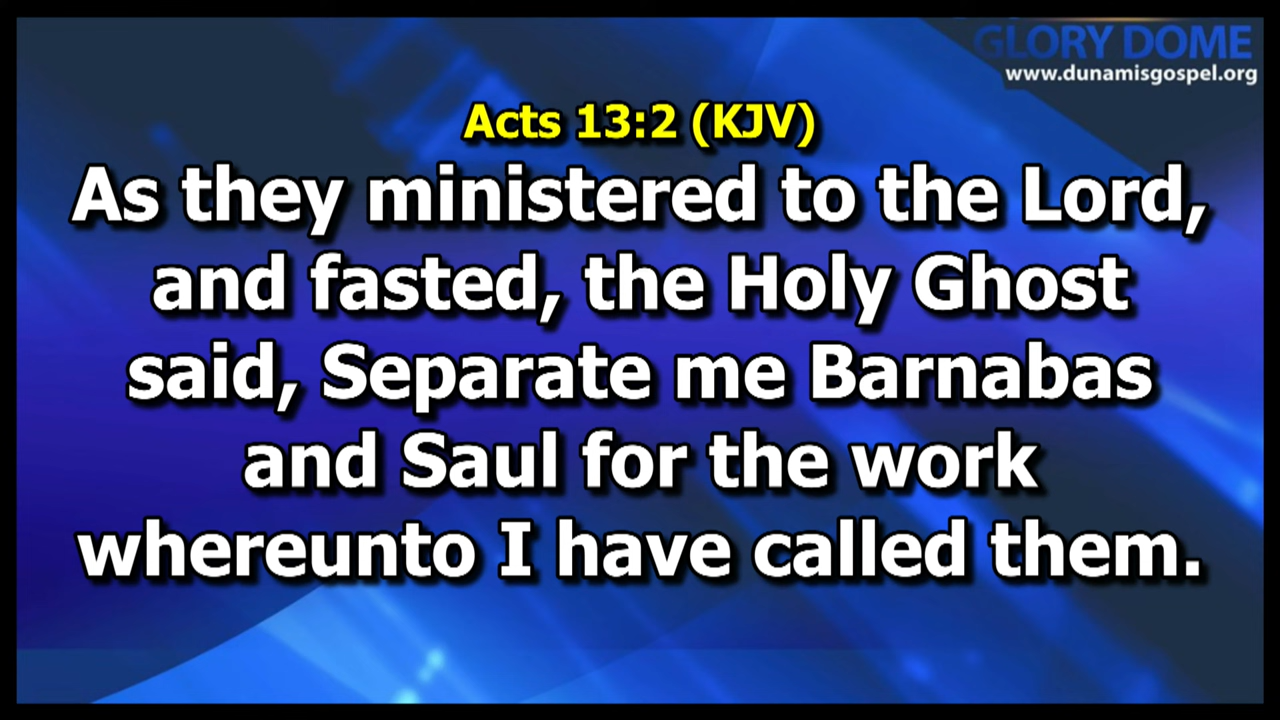 GLORY DOME
www.dunamisgospel.org
Acts 13:2 (KJV)
As they ministered to the Lord,
and fasted, the Holy Ghost
said, Separate me Barnabas
and Saul for the work
whereunto I have called them.